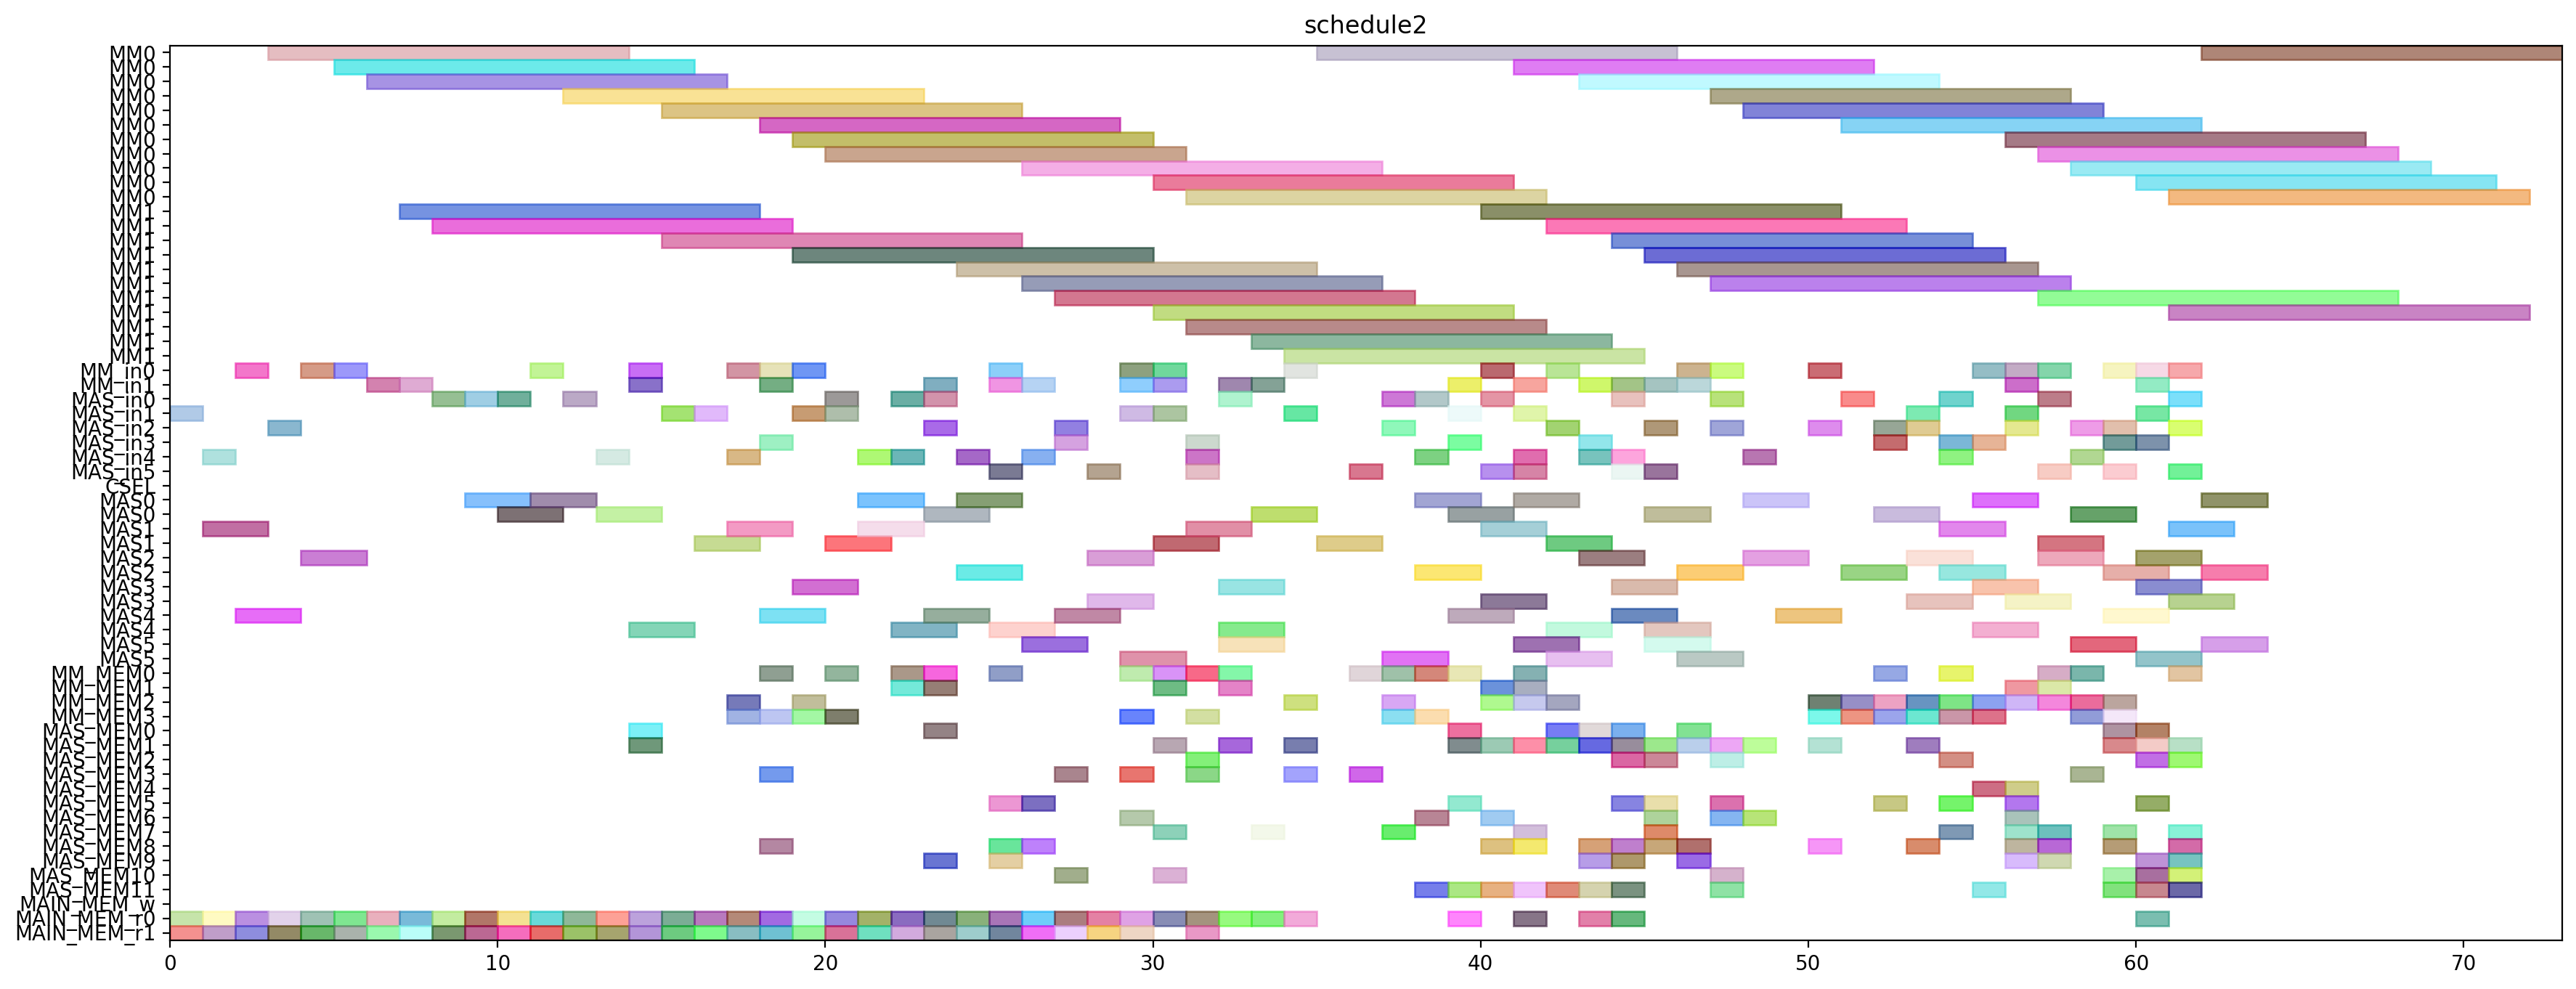 schedule2
MM0
MM0
MM0
MM0
MM0
MM0
MM0
MM0
MM0
MM0
MM0
MM1
MM1
MM1
MM1
MM1
MM1
MM1
MM1
MM1
MM1
MM1
MM_in0
MM_in1
MAS_in0
MAS_in1
MAS_in2
MAS_in3
MAS_in4
MAS_in5
CSEL
MAS0
MAS0
MAS1
MAS1
MAS2
MAS2
MAS3
MAS3
MAS4
MAS4
MAS5
MAS5
MM_MEM0
MM_MEM1
MM_MEM2
MM_MEM3
MAS_MEM0
MAS_MEM1
MAS_MEM2
MAS_MEM3
MAS_MEM4
MAS_MEM5
MAS_MEM6
MAS_MEM7
MAS_MEM8
MAS_MEM9
MAS_MEM10
MAS_MEM11
MAIN_MEM_w
MAIN_MEM_r0
MAIN_MEM_r1
0 10 20 30 40 50 60 70